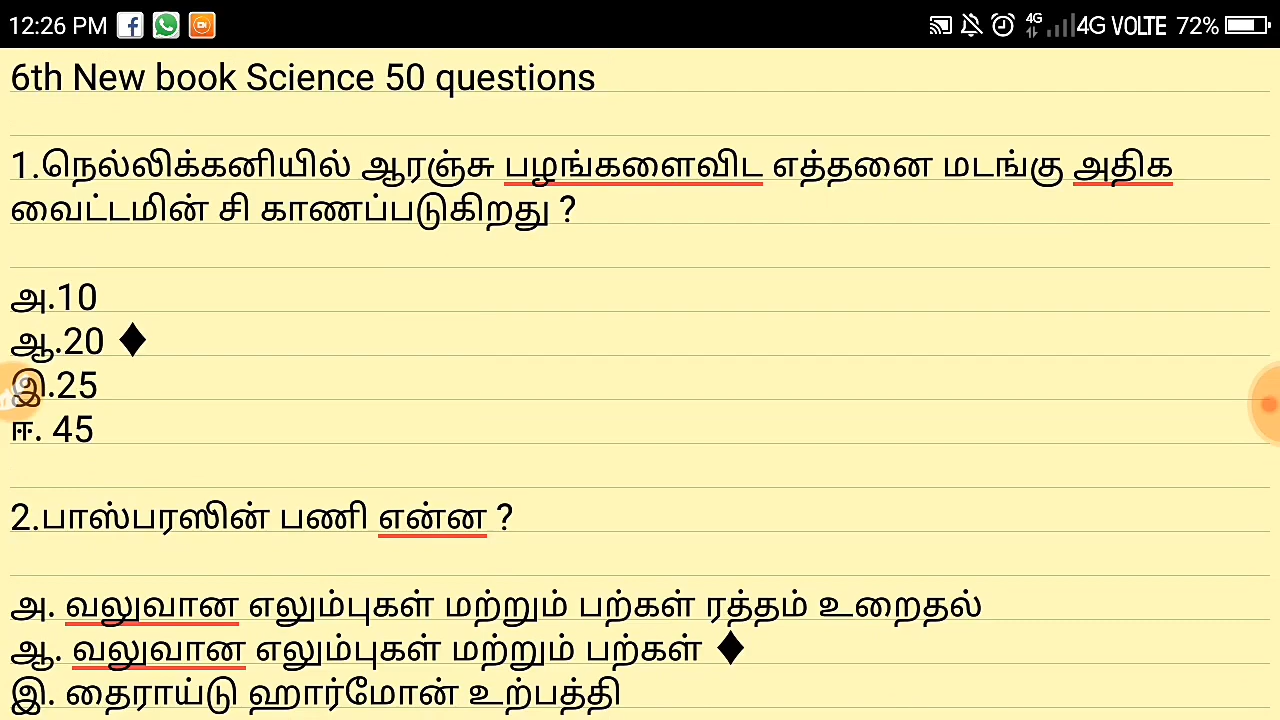 12:26 PM 4G 4G VOLTE 72%
6th New book Science 50 questions
1.நெல்லிக்கனியில் ஆரஞ்சு பழங்களைவிட எத்தனை மடங்கு அதிக
வைட்டமின் சி காணப்படுகிறது ?
அ.10
ஆ.20 ♦
இ.25
ஈ. 45
2.பாஸ்பரஸின் பணி என்ன ?
அ. வலுவான எலும்புகள் மற்றும் பற்கள் ரத்தம் உறைதல்
ஆ. வலுவான எலும்புகள் மற்றும் பற்கள் ♦
இ. தைராய்டு ஹார்மோன் உற்பத்தி